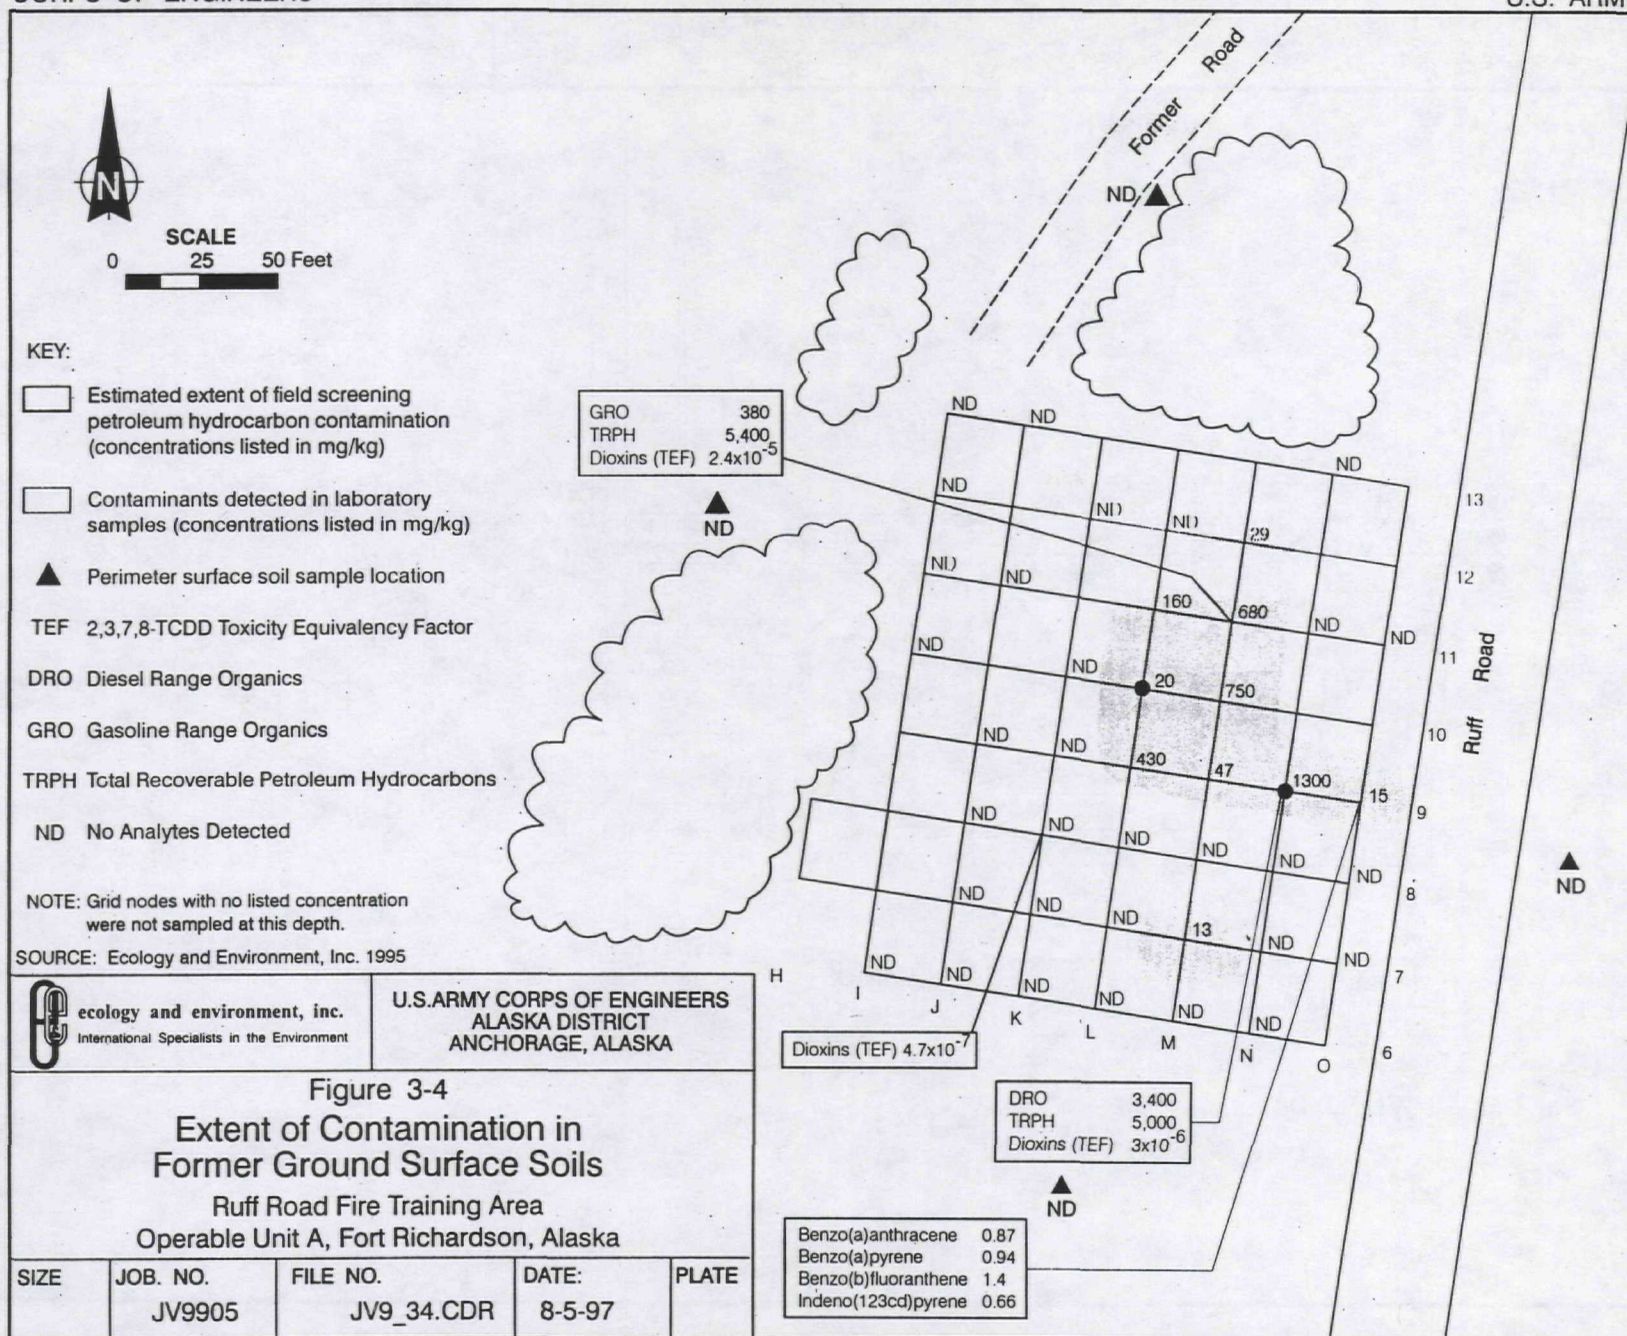 Former Road
ND
N
SCALE
0 25 50 Feet
KEY:
Estimated extent of field screening
petroleum hydrocarbon contamination
(concentrations listed in mg/kg)
Contaminants detected in laboratory
samples (concentrations listed in mg/kg)
Perimeter surface soil sample location
TEF 2,3,7,8-TCDD Toxicity Equivalency Factor
DRO Diesel Range Organics
GRO Gasoline Range Organics
TRPH Total Recoverable Petroleum Hydrocarbons
ND No Analytes Detected
NOTE: Grid nodes with no listed concentration
were not sampled at this depth.
SOURCE: Ecology and Environment, Inc. 1995
GRO 380
TRPH 5,400
Dioxins (TEF) 2.4x10-5
ND
ND ND ND
13
ND ND ND 29
12
ND ND 160 680 ND ND
11
ND ND 20 750
10
Ruff Road
ND ND 430 47 1300 15
9
ND ND ND ND ND ND
8
ND
ND ND ND 13 ND ND
7
ND ND ND ND ND ND
6
H I J K L M N O
Dioxins (TEF) 4.7x10-7
DRO 3,400
TRPH 5,000
Dioxins (TEF) 3x10-6
ND
Benzo(a)anthracene 0.87
Benzo(a)pyrene 0.94
Benzo(b)fluoranthene 1.4
Indeno(123cd)pyrene 0.66
ecology and environment, inc.
International Specialists in the Environment
U.S.ARMY CORPS OF ENGINEERS
ALASKA DISTRICT
ANCHORAGE, ALASKA
Figure 3-4
Extent of Contamination in
Former Ground Surface Soils
Ruff Road Fire Training Area
Operable Unit A, Fort Richardson, Alaska
SIZE JOB. NO. FILE NO. DATE: PLATE
JV9905 JV9_34.CDR 8-5-97